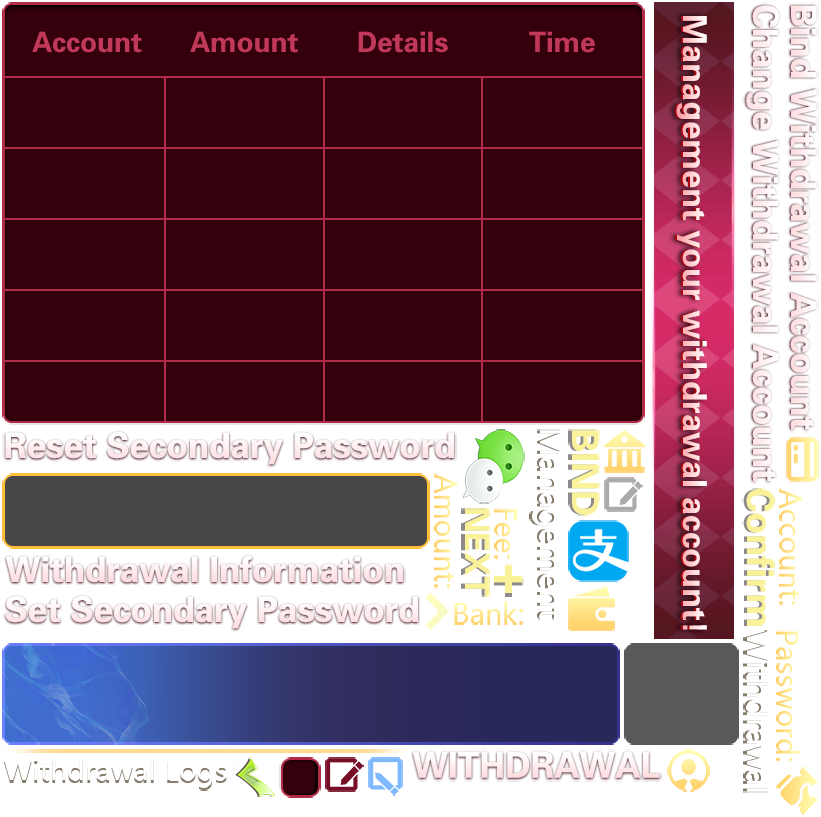 Account Amount Details Time
Management your withdrawal account!
Change Withdrawal Account
Bind Withdrawal Account
Reset Secondary Password
Amount:
NEXT
Fee:
Management
BIND
支
Confirm
Account:
Withdrawal Information
Set Secondary Password
Bank:
Withdrawal
Password:
Withdrawal Logs
WITHDRAWAL